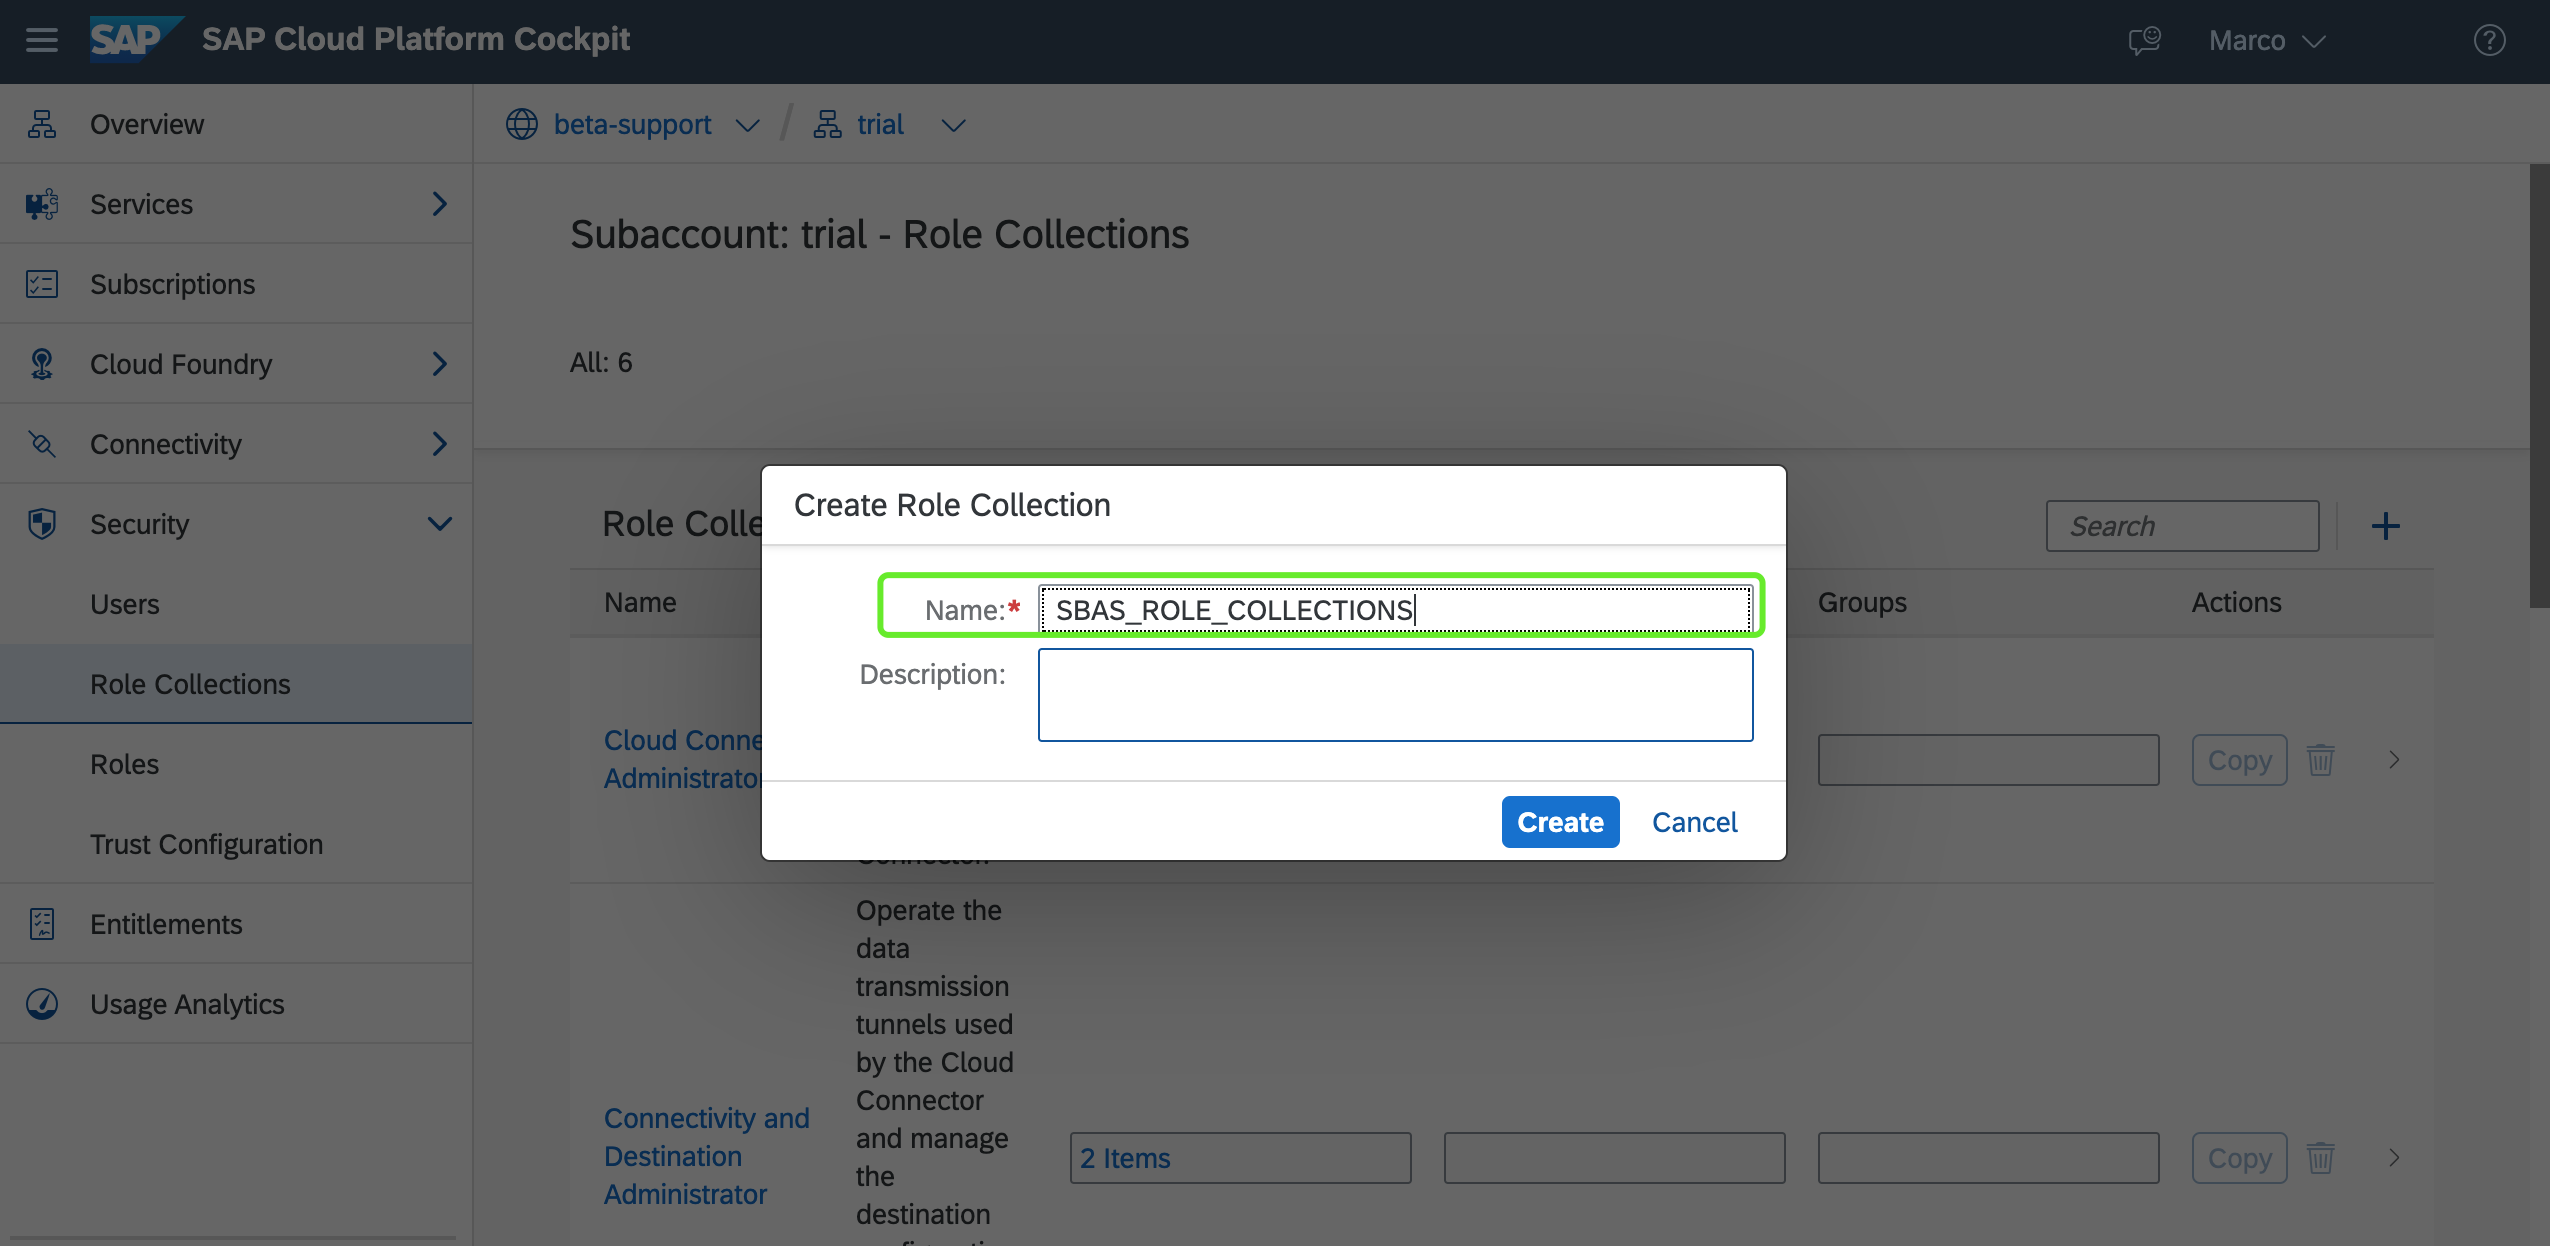 SAP SAP Cloud Platform Cockpit
Marco
Overview
Services
Subscriptions
Cloud Foundry
Connectivity
Security
Users
Role Collections
Roles
Trust Configuration
Entitlements
Usage Analytics
beta-support / trial
Subaccount: trial - Role Collections
All: 6
Role Colle
Search
Name
Groups
Actions
Create Role Collection
Name:* SBAS_ROLE_COLLECTIONS
Description:
Create Cancel
Cloud Conne
Administrator
Copy
Connector.
Connectivity and
Destination
Administrator
Operate the
data
transmission
tunnels used
by the Cloud
Connector
and manage
the
destination
2 Items
Copy